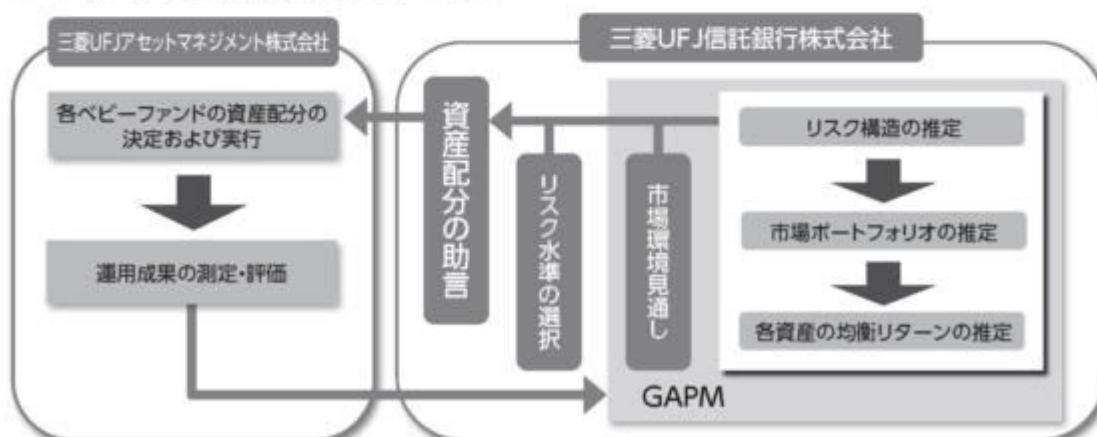 三菱UFJアセットマネジメント株式会社
各ベビーファンドの資産配分の
決定および実行
運用成果の測定・評価
三菱UFJ信託銀行株式会社
資産配分の助言
リスク水準の選択
市場環境見通し
リスク構造の推定
市場ポートフォリオの推定
各資産の均衡リターンの推定
GAPM